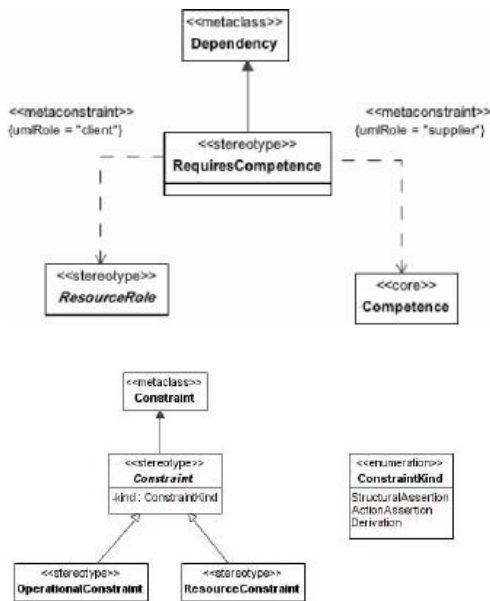 <<metaclass>>
Dependency
<<metaconstraint>>
{umlRole = "client"}
<<metaconstraint>>
{umlRole = "supplier"}
<<stereotype>>
RequiresCompetence
<<stereotype>>
ResourceRole
<<core>>
Competence
<<metaclass>>
Constraint
<<stereotype>>
Constraint
-kind : ConstraintKind
<<enumeration>>
ConstraintKind
StructuralAssertion
ActionAssertion
Derivation
<<stereotype>>
OperationalConstraint
<<stereotype>>
ResourceConstraint